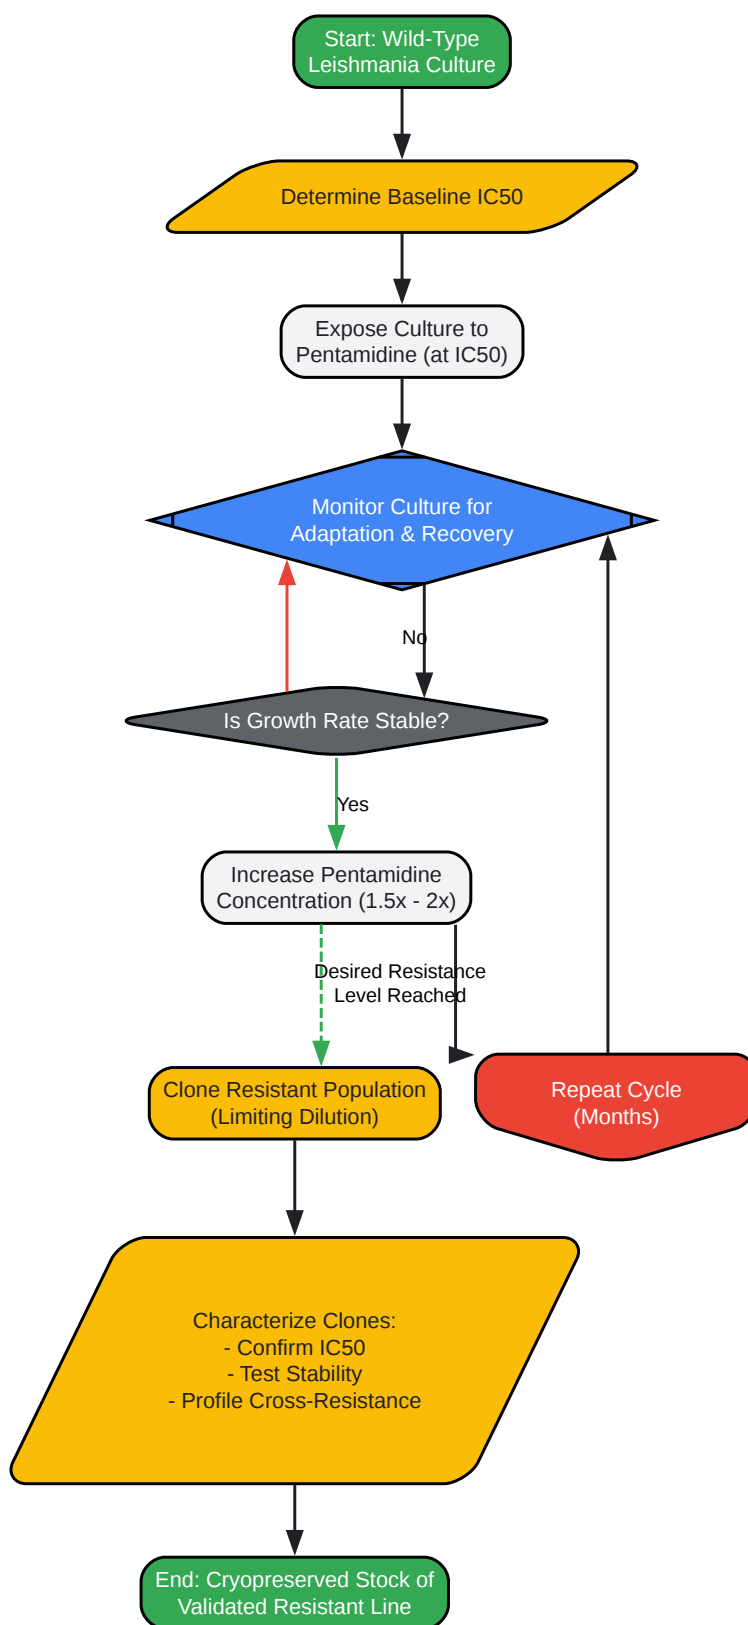 Start: Wild-Type
Leishmania Culture
Determine Baseline IC50
Expose Culture to
Pentamidine (at IC50)
Monitor Culture for
Adaptation & Recovery
No
Is Growth Rate Stable?
Yes
Increase Pentamidine
Concentration (1.5x - 2x)
Desired Resistance
Level Reached
Clone Resistant Population
(Limiting Dilution)
Repeat Cycle
(Months)
Characterize Clones:
- Confirm IC50
- Test Stability
- Profile Cross-Resistance
End: Cryopreserved Stock of
Validated Resistant Line